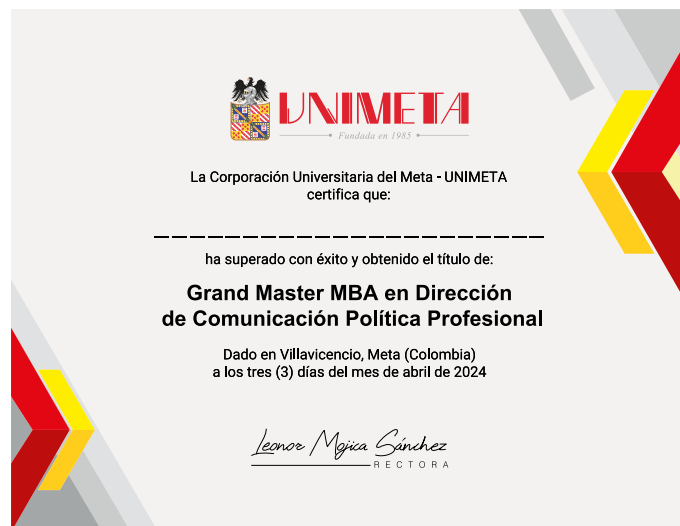 UNIMETA
Fundada en 1985
La Corporación Universitaria del Meta - UNIMETA
certifica que:
ha superado con éxito y obtenido el título de:
Grand Master MBA en Dirección
de Comunicación Política Profesional
Dado en Villavicencio, Meta (Colombia)
a los tres (3) días del mes de abril de 2024
Leonor Mojica Sánchez
RECTORA